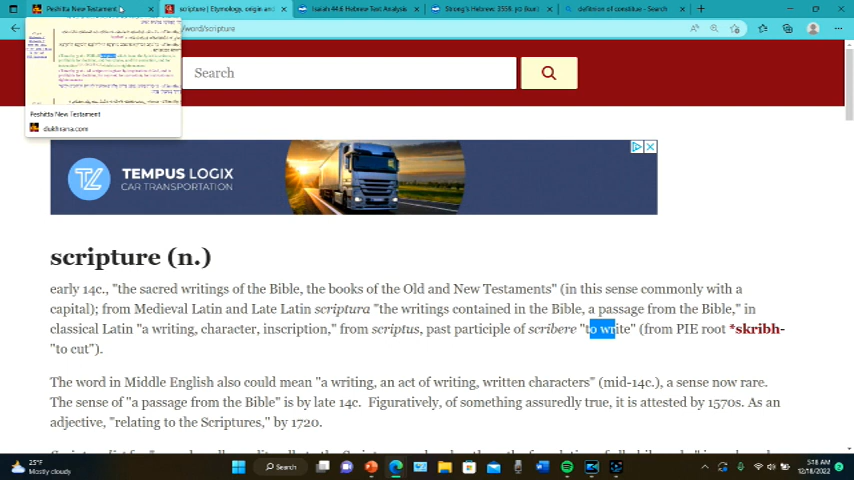 Peshitta New Testament
scripture | Etymology, origin and
Isaiah 44:6 Hebrew Text Analysis
Strong's Hebrew: 3559.
definition of constitue - Search
word/scripture
Peshitta New Testament
dukhrana.com
Search
TEMPUS LOGIX
CAR TRANSPORTATION
scripture (n.)
early 14c., "the sacred writings of the Bible, the books of the Old and New Testaments" (in this sense commonly with a
capital); from Medieval Latin and Late Latin scriptura "the writings contained in the Bible, a passage from the Bible," in
classical Latin "a writing, character, inscription," from scriptus, past participle of scribere "to write" (from PIE root *skribh-
"to cut").
The word in Middle English also could mean "a writing, an act of writing, written characters" (mid-14c.), a sense now rare.
The sense of "a passage from the Bible" is by late 14c. Figuratively, of something assuredly true, it is attested by 1570s. As an
adjective, "relating to the Scriptures," by 1720.
25°F
Mostly cloudy
Search
5:18 AM
12/18/2022